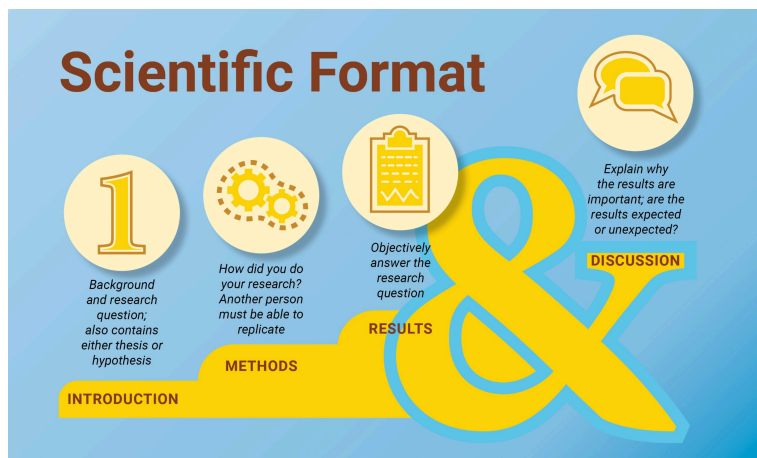 Scientific Format
1
Background
and research
question;
also contains
either thesis or
hypothesis
INTRODUCTION
How did you do
your research?
Another person
must be able to
replicate
METHODS
Objectively
answer the
research
question
RESULTS
&
Explain why
the results are
important; are the
results expected
or unexpected?
DISCUSSION